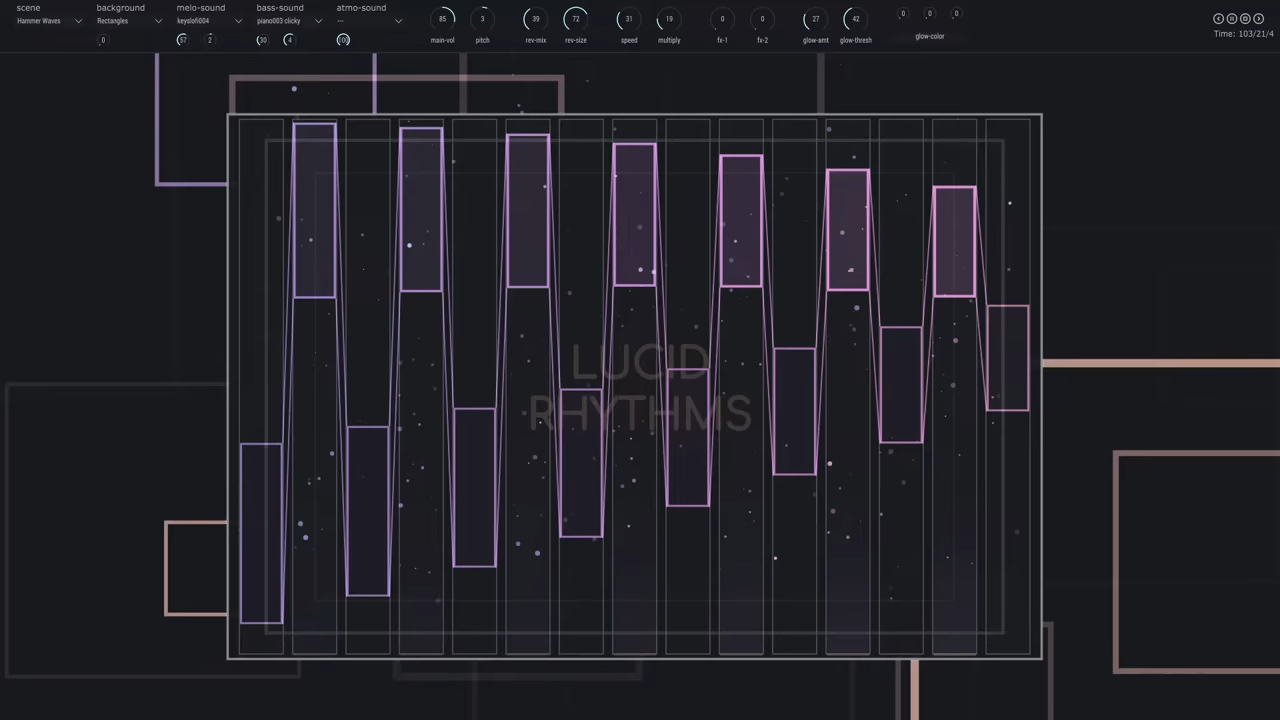 scene
background
melo-sound
bass-sound
atmo-sound
Hammer Waves
Rectangles
keyslofi004
piano003 clicky
---
0
57
2
30
4
100
85
3
39
72
31
19
0
0
27
42
0
0
0
main-vol
pitch
rev-mix
rev-size
speed
multiply
fx-1
fx-2
glow-amt
glow-thresh
glow-color
Time: 103/21/4
LUCID
RHYTHMS